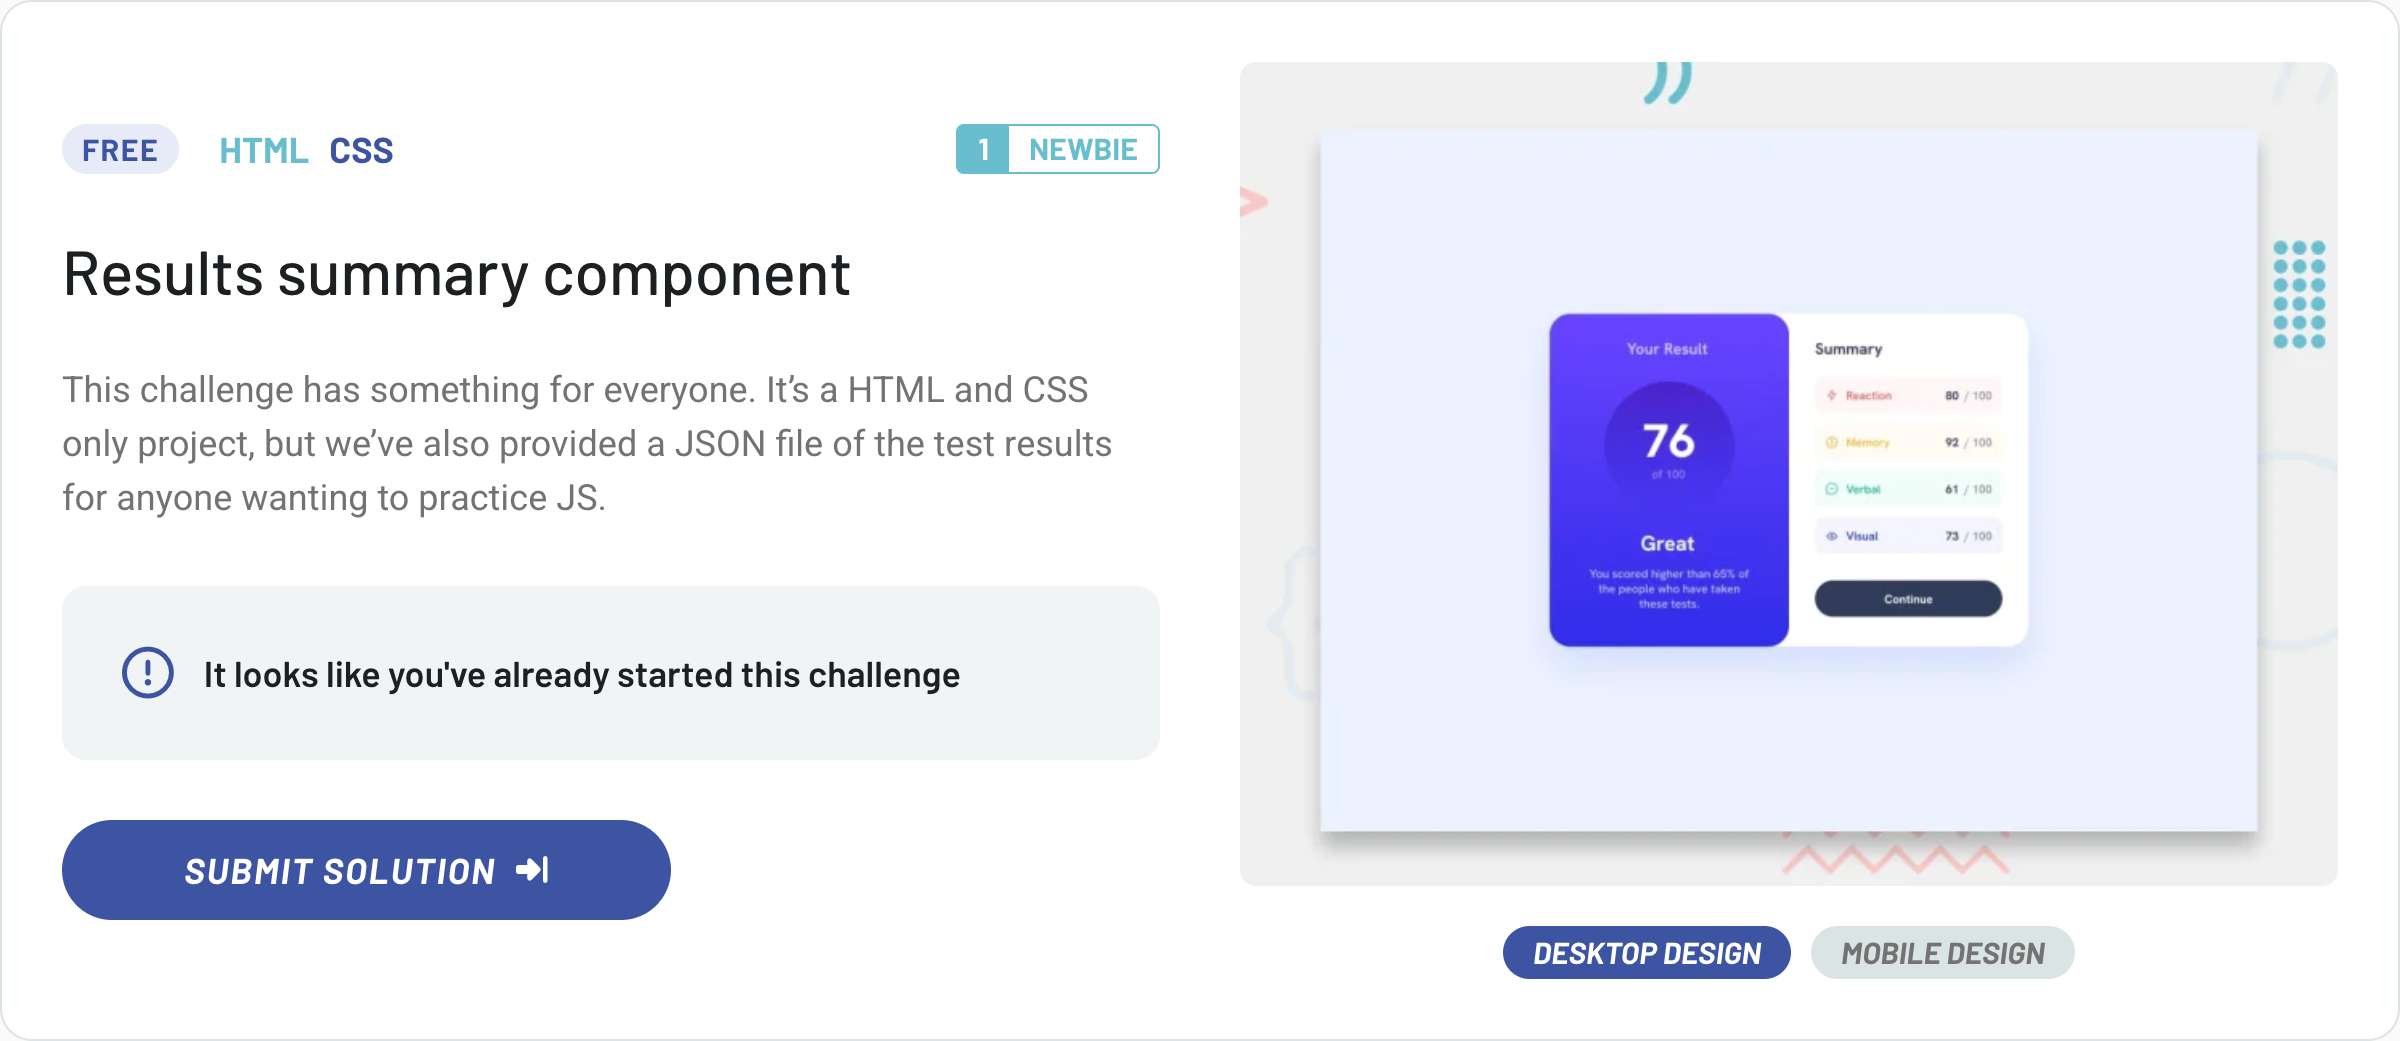 FREE HTML CSS
1 NEWBIE
Results summary component
This challenge has something for everyone. It’s a HTML and CSS
only project, but we’ve also provided a JSON file of the test results
for anyone wanting to practice JS.
It looks like you've already started this challenge
SUBMIT SOLUTION
Your Result
76
of 100
Great
You scored higher than 65% of
the people who have taken
these tests.
Summary
Reaction 80 / 100
Memory 92 / 100
Verbal 61 / 100
Visual 73 / 100
Continue
DESKTOP DESIGN MOBILE DESIGN